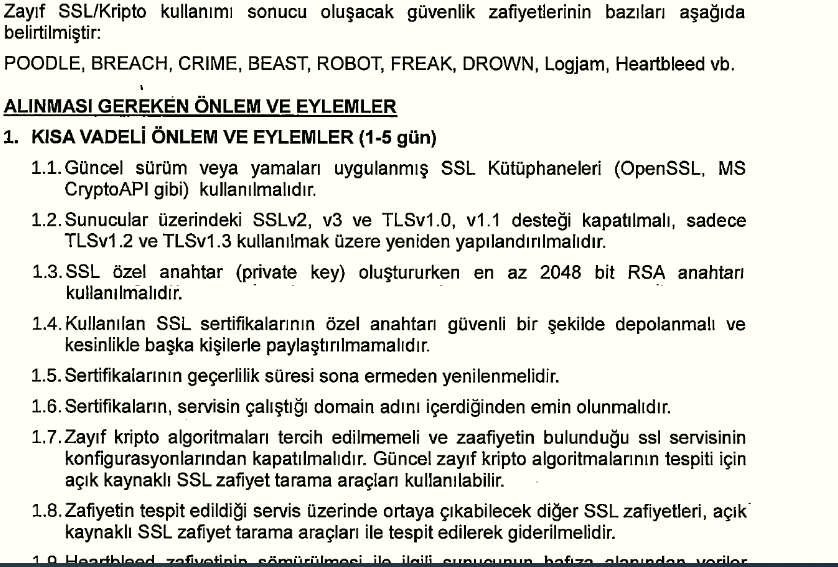 Zayıf SSL/Kripto kullanımı sonucu oluşacak güvenlik zafiyetlerinin bazıları aşağıda
belirtilmiştir:
POODLE, BREACH, CRIME, BEAST, ROBOT, FREAK, DROWN, Logjam, Heartbleed vb.
ALINMASI GEREKEN ÖNLEM VE EYLEMLER
1. KISA VADELİ ÖNLEM VE EYLEMLER (1-5 gün)
1.1. Güncel sürüm veya yamaları uygulanmış SSL Kütüphaneleri (OpenSSL, MS
CryptoAPI gibi) kullanılmalıdır.
1.2. Sunucular üzerindeki SSLv2, v3 ve TLSv1.0, v1.1 desteği kapatılmalı, sadece
TLSv1.2 ve TLSv1.3 kullanılmak üzere yeniden yapılandırılmalıdır.
1.3. SSL özel anahtar (private key) oluştururken en az 2048 bit RSA anahtarı
kullanılmalıdır.
1.4. Kullanılan SSL sertifikalarının özel anahtarı güvenli bir şekilde depolanmalı ve
kesinlikle başka kişilerle paylaştırılmamalıdır.
1.5. Sertifikalarının geçerlilik süresi sona ermeden yenilenmelidir.
1.6. Sertifikaların, servisin çalıştığı domain adını içerdiğinden emin olunmalıdır.
1.7. Zayıf kripto algoritmaları tercih edilmemeli ve zaafiyetin bulunduğu ssl servisinin
konfigurasyonlarından kapatılmalıdır. Güncel zayıf kripto algoritmalarının tespiti için
açık kaynaklı SSL zafiyet tarama araçları kullanılabilir.
1.8. Zafiyetin tespit edildiği servis üzerinde ortaya çıkabilecek diğer SSL zafiyetleri, açık
kaynaklı SSL zafiyet tarama araçları ile tespit edilerek giderilmelidir.
1.9 Heartbleed zafiyetinin sömürülmesi ile ilgili sunucunun hafıza alanından veriler